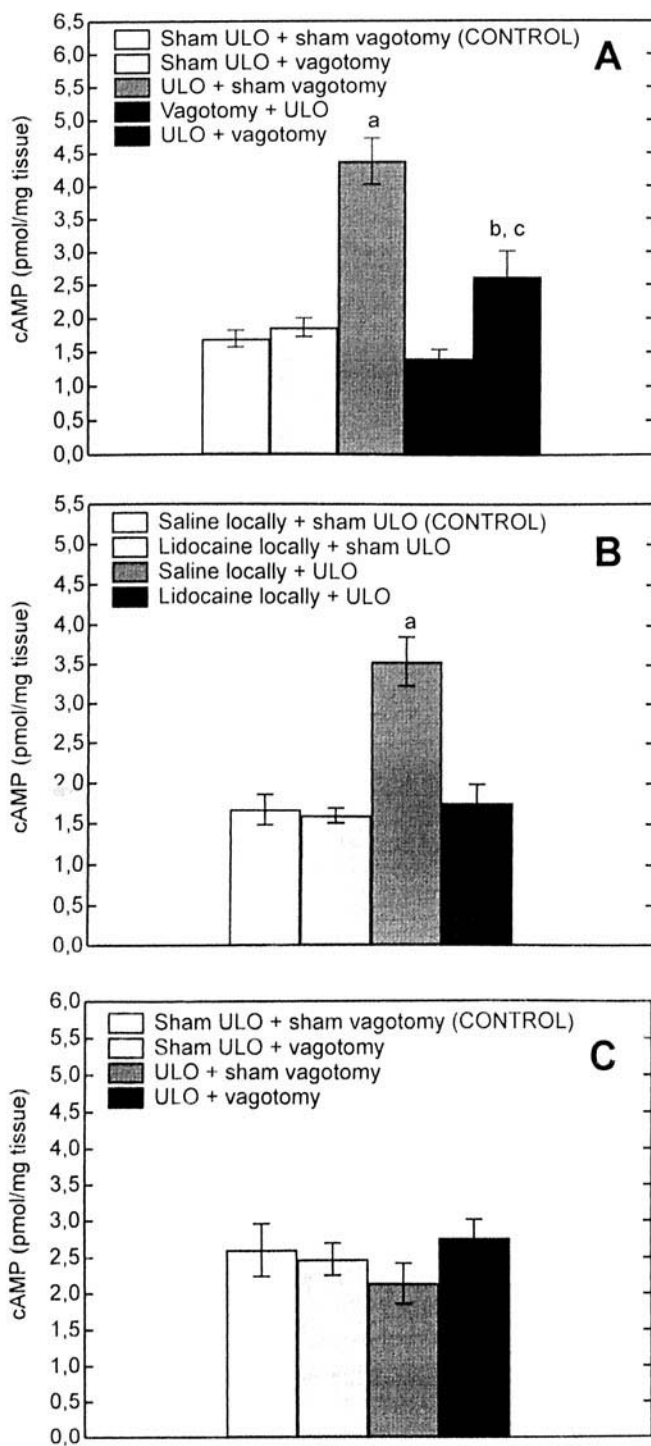 6,5
6,0
5,5
5,0
4,5
4,0
3,5
3,0
2,5
2,0
1,5
1,0
0,5
0,0
cAMP (pmol/mg tissue)
Sham ULO + sham vagotomy (CONTROL)
Sham ULO + vagotomy
ULO + sham vagotomy
Vagotomy + ULO
ULO + vagotomy
A
a
b, c
5,5
5,0
4,5
4,0
3,5
3,0
2,5
2,0
1,5
1,0
0,5
0,0
cAMP (pmol/mg tissue)
Saline locally + sham ULO (CONTROL)
Lidocaine locally + sham ULO
Saline locally + ULO
Lidocaine locally + ULO
B
a
6,0
5,5
5,0
4,5
4,0
3,5
3,0
2,5
2,0
1,5
1,0
0,5
0,0
cAMP (pmol/mg tissue)
Sham ULO + sham vagotomy (CONTROL)
Sham ULO + vagotomy
ULO + sham vagotomy
ULO + vagotomy
C